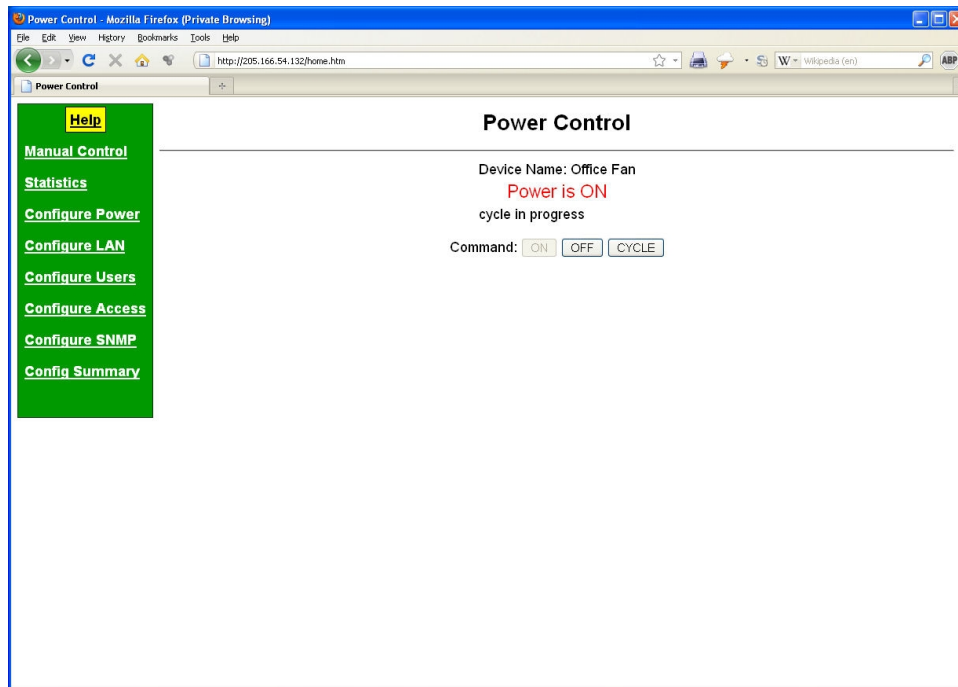 Power Control - Mozilla Firefox (Private Browsing)
File Edit View History Bookmarks Tools Help
http://205.166.54.132/home.htm
W Wikipedia (en)
ABP
Power Control
Help
Manual Control
Statistics
Configure Power
Configure LAN
Configure Users
Configure Access
Configure SNMP
Config Summary
Power Control
Device Name: Office Fan
Power is ON
cycle in progress
Command: ON OFF CYCLE